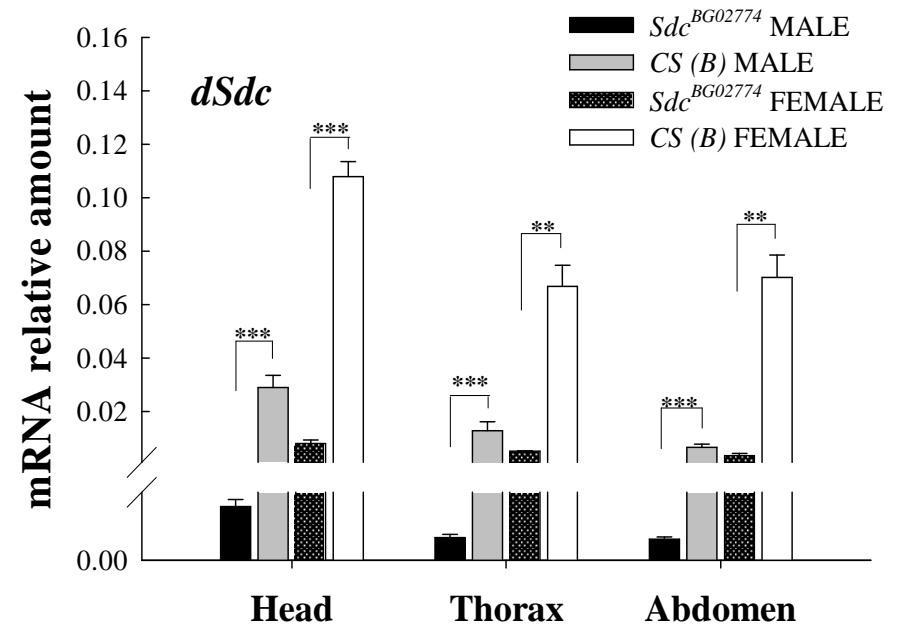 Sdc^BG02774 MALE
CS (B) MALE
Sdc^BG02774 FEMALE
CS (B) FEMALE
dSdc
mRNA relative amount
0.16
0.14
0.12
0.10
0.08
0.06
0.04
0.02
0.00
*** ***
*** **
*** **
Head Thorax Abdomen